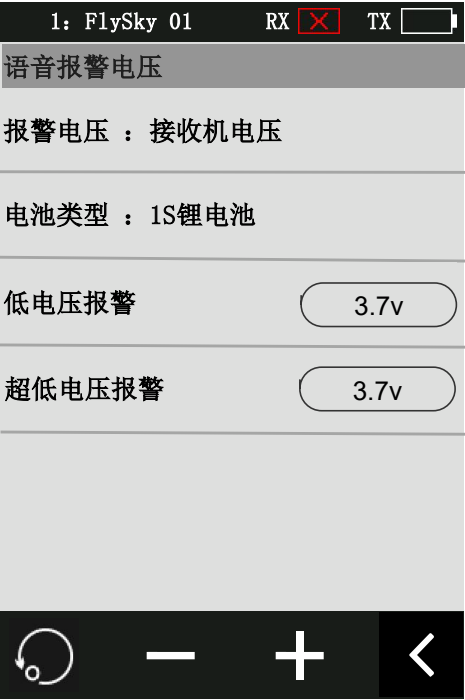 1: FlySky 01 RX TX
语音报警电压
报警电压 ：接收机电压
电池类型 ：1S锂电池
低电压报警 3.7v
超低电压报警 3.7v